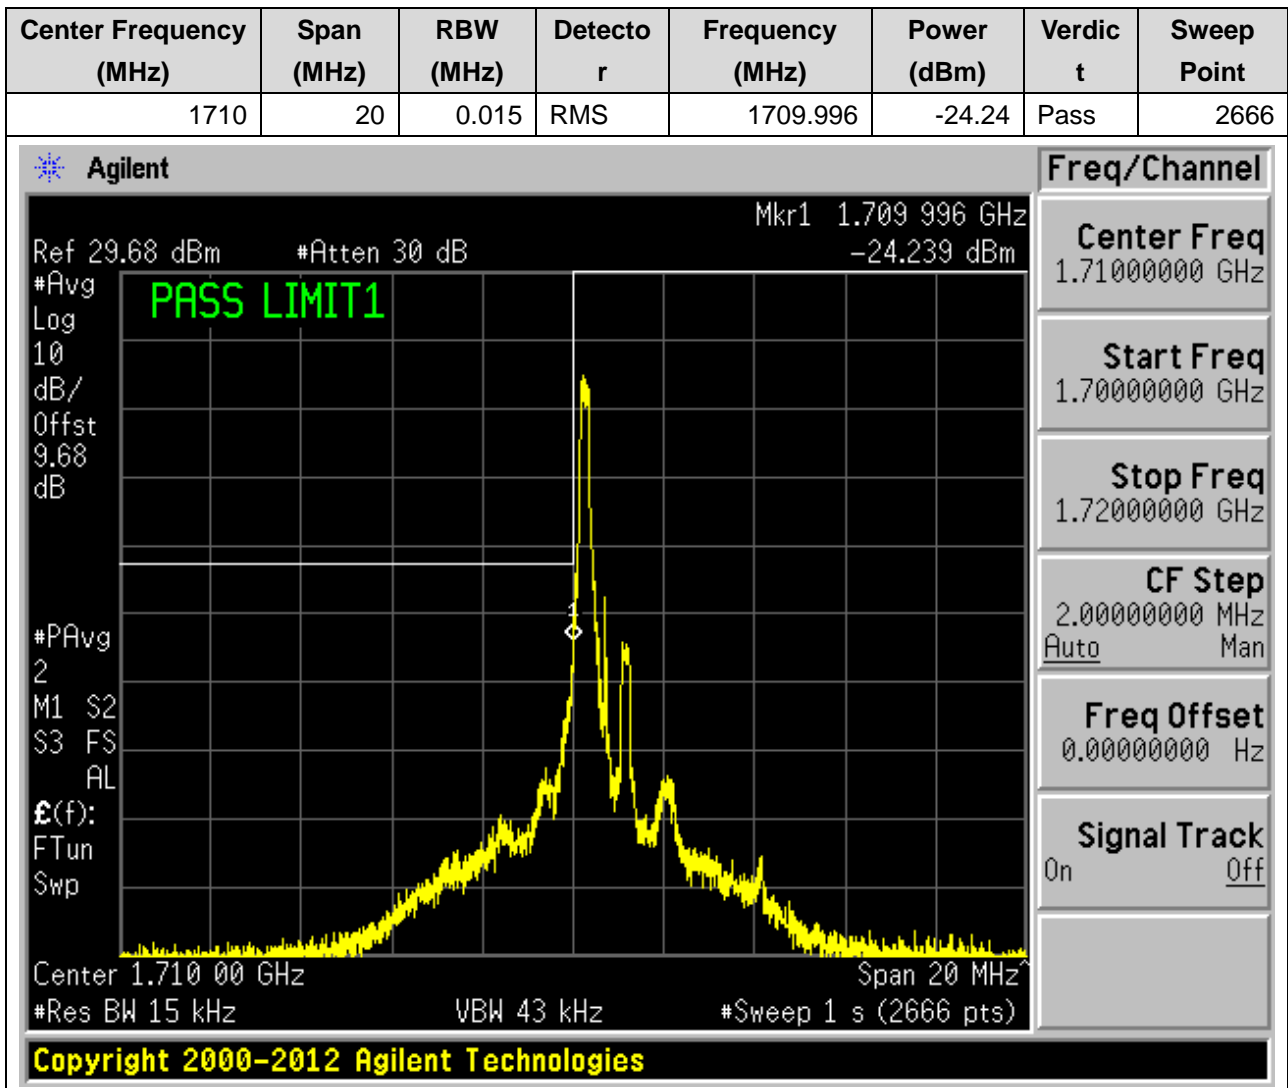 Center Frequency (MHz) Span (MHz) RBW (MHz) Detector Frequency (MHz) Power (dBm) Verdict Sweep Point
1710 20 0.015 RMS 1709.996 -24.24 Pass 2666
Agilent
Freq/Channel
Mkr1 1.709 996 GHz
Ref 29.68 dBm #Atten 30 dB -24.239 dBm
#Avg
Log
10
dB/
Offst
9.68
dB
PASS LIMIT1
1
#PAvg
2
M1 S2
S3 FS
AL
£(f):
FTun
Swp
Center 1.710 00 GHz Span 20 MHz^
#Res BW 15 kHz VBW 43 kHz #Sweep 1 s (2666 pts)
Center Freq
1.71000000 GHz
Start Freq
1.70000000 GHz
Stop Freq
1.72000000 GHz
CF Step
2.00000000 MHz
Auto Man
Freq Offset
0.00000000 Hz
Signal Track
On Off
Copyright 2000-2012 Agilent Technologies